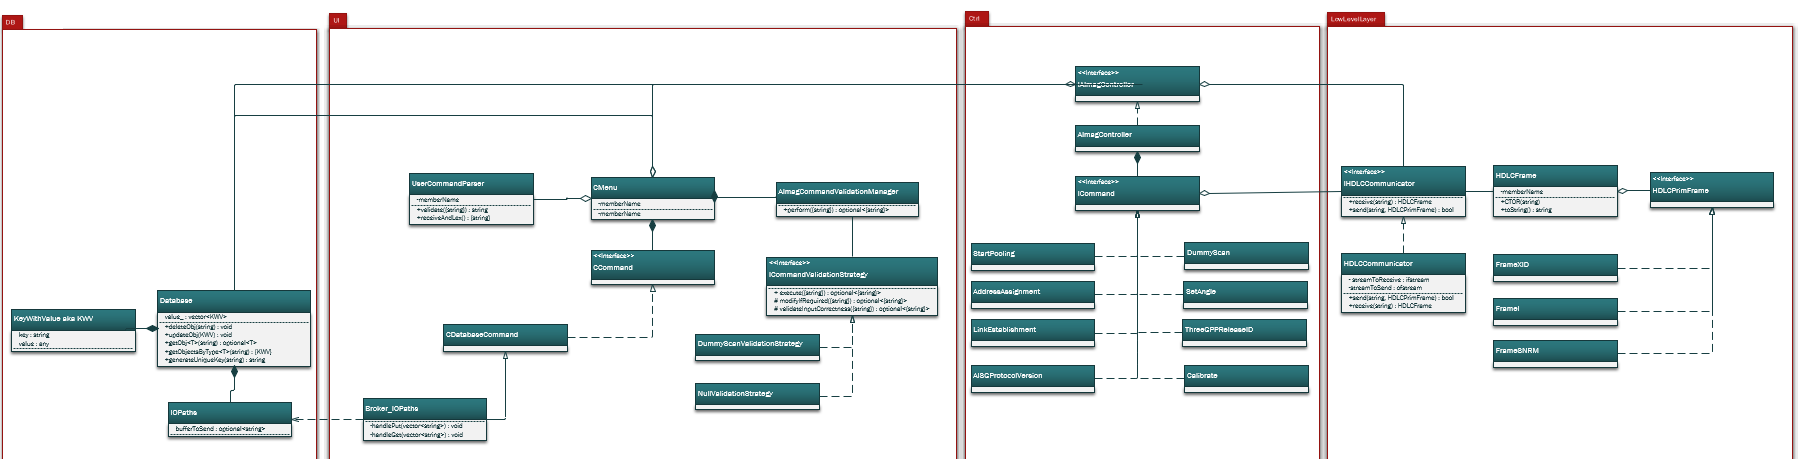 DB
UI
Ctrl
LowLevelLayer
<<Interface>>
IAimagController
AimagController
<<Interface>>
ICommand
UserCommandParser
-memberName
+validate({string}) : string
+receiveAndLex() : {string}
CMenu
-memberName
-memberName
AimagCommandValidationManager
+perform({string}) : optional<{string}>
<<Interface>>
CCommand
<<Interface>>
ICommandValidationStrategy
+ execute({string}) : optional<{string}>
# modifyIfRequired({string}) : optional<{string}>
# validateInputCorrectness({string}) : optional<{string}>
<<Interface>>
IHDLCCommunicator
+receive(string) : HDLCFrame
+send(string, HDLCPrimFrame) : bool
HDLCFrame
-memberName
+CTOR(string)
+toString() : string
<<Interface>>
HDLCPrimFrame
StartPooling
DummyScan
HDLCCommunicator
- streamToReceive : ifstream
-streamToSend : ofstream
+send(string, HDLCPrimFrame) : bool
+receive(string) : HDLCFrame
FrameXID
AddressAssignment
SetAngle
FrameI
LinkEstablishment
ThreeGPPReleaseID
FrameSNRM
AISGProtocolVersion
Calibrate
Database
value_ : vector<KWV>
+deleteObj(string) : void
+updateObj(KWV) : void
+getObj<T>(string) : optional<T>
+getObjectsByType<T>(string) : {KWV}
+generateUniqueKey(string) : string
KeyWithValue aka KWV
key : string
value : any
CDatabaseCommand
DummyScanValidationStrategy
NullValidationStrategy
IOPaths
bufferToSend : optional<string>
Broker_IOPaths
-handlePut(vector<string>) : void
-handleGet(vector<string>) : void